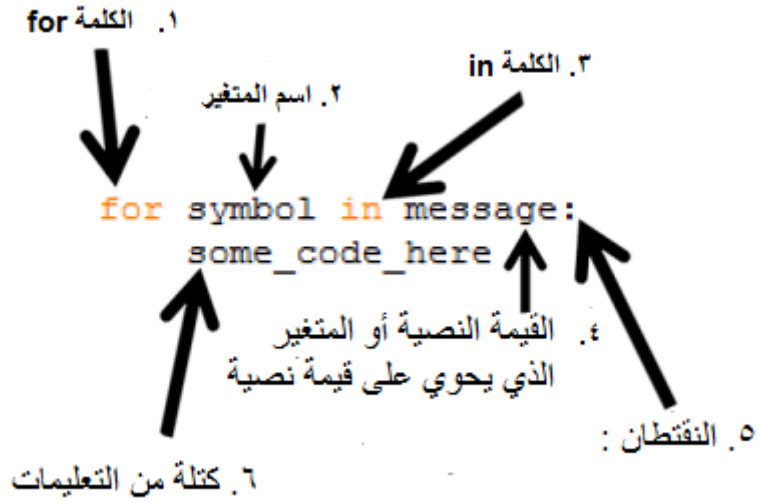 ١. الكلمة for
٢. اسم المتغير
٣. الكلمة in
for symbol in message:
some_code_here
٤. القيمة النصية أو المتغير
الذي يحوي على قيمة نصية
٥. النقتطان :
٦. كتلة من التعليمات